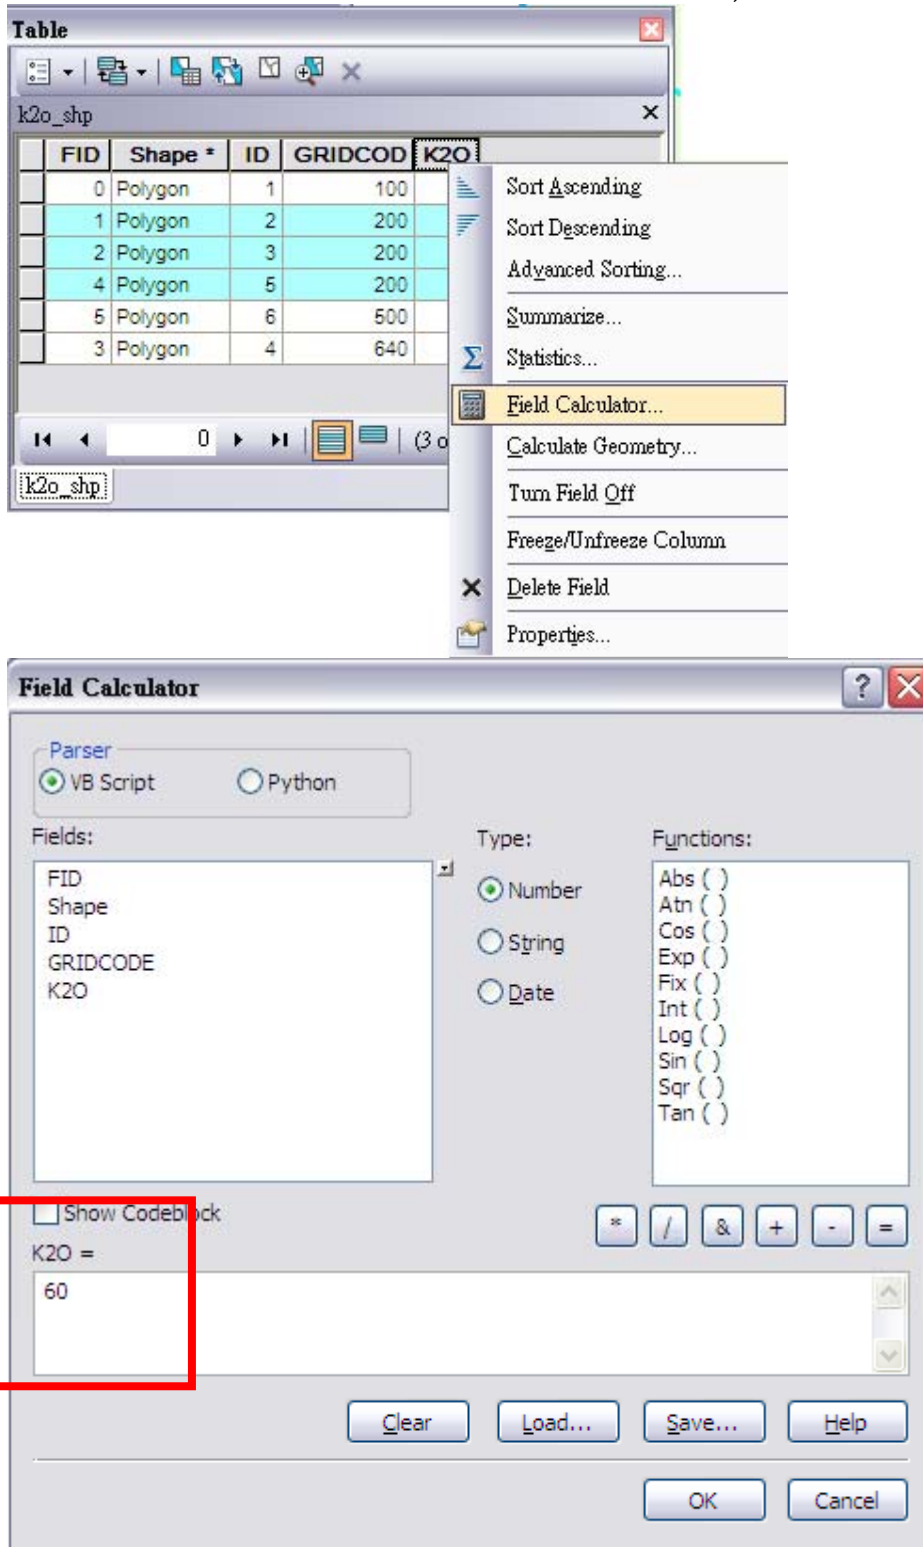 Table
k2o_shp
FID Shape * ID GRIDCOD K2O
0 Polygon 1 100
1 Polygon 2 200
2 Polygon 3 200
4 Polygon 5 200
5 Polygon 6 500
3 Polygon 4 640
0 (3 o
k2o_shp
Sort Ascending
Sort Descending
Advanced Sorting...
Summarize...
Statistics...
Field Calculator...
Calculate Geometry...
Turn Field Off
Freeze/Unfreeze Column
Delete Field
Properties...
Field Calculator
Parser
VB Script Python
Fields:
FID
Shape
ID
GRIDCODE
K2O
Type:
Number
String
Date
Functions:
Abs ( )
Atn ( )
Cos ( )
Exp ( )
Fix ( )
Int ( )
Log ( )
Sin ( )
Sqr ( )
Tan ( )
Show Codeblock
* / & + - =
K2O =
60
Clear Load... Save... Help
OK Cancel